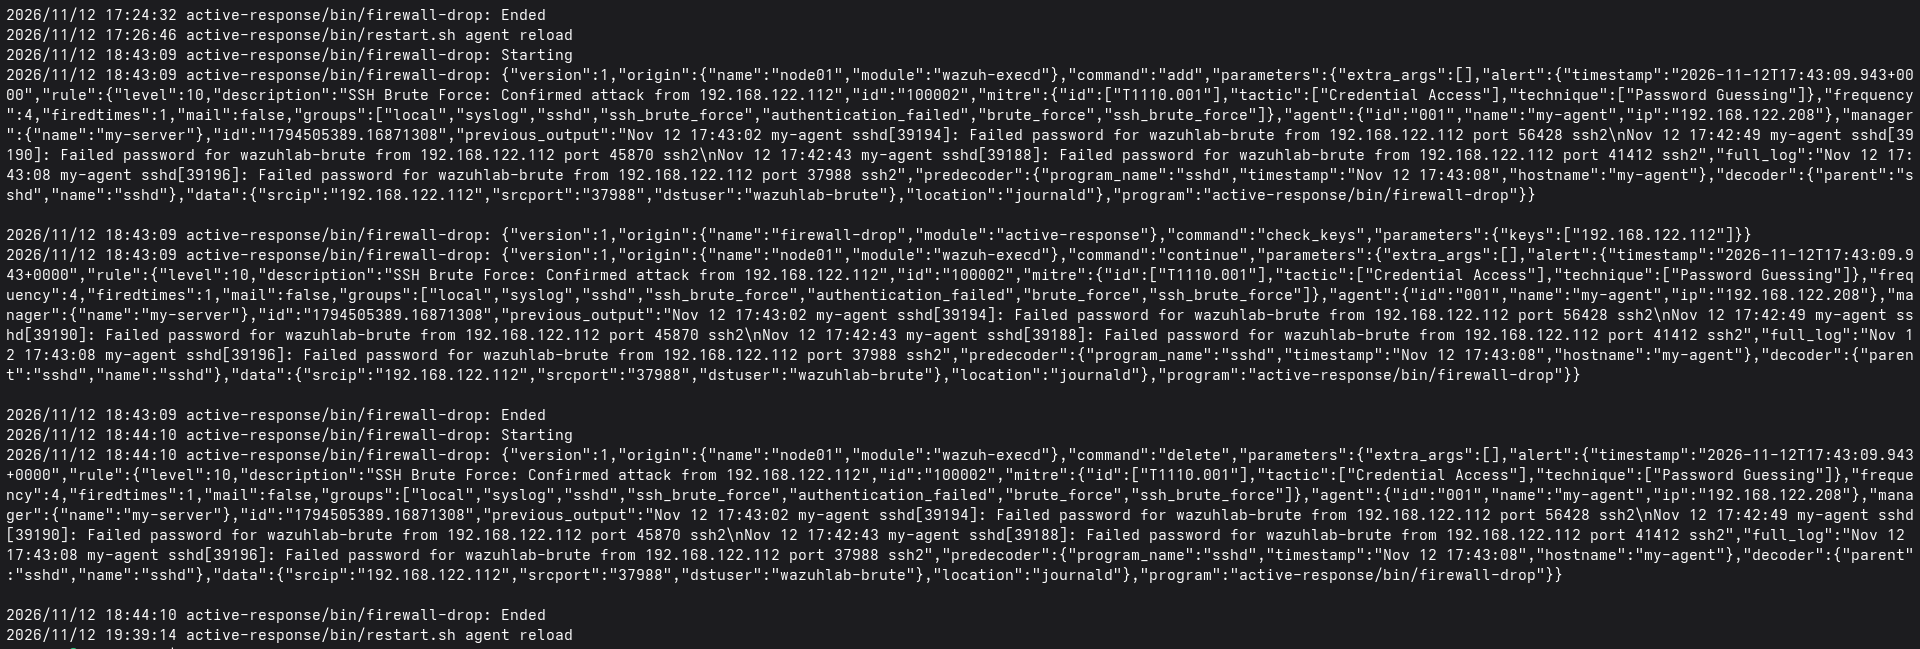 2026/11/12 17:24:32 active-response/bin/firewall-drop: Ended
2026/11/12 17:26:46 active-response/bin/restart.sh agent reload
2026/11/12 18:43:09 active-response/bin/firewall-drop: Starting
2026/11/12 18:43:09 active-response/bin/firewall-drop: {"version":1,"origin":{"name":"node01","module":"wazuh-execd"},"command":"add","parameters":{"extra_args":[],"alert":{"timestamp":"2026-11-12T17:43:09.943+00
00","rule":{"level":10,"description":"SSH Brute Force: Confirmed attack from 192.168.122.112","id":"100002","mitre":{"id":["T1110.001"],"tactic":["Credential Access"],"technique":["Password Guessing"]},"frequency
":4,"firedtimes":1,"mail":false,"groups":["local","syslog","sshd","ssh_brute_force","authentication_failed","brute_force","ssh_brute_force"]},"agent":{"id":"001","name":"my-agent","ip":"192.168.122.208"},"manager
":{"name":"my-server"},"id":"1794505389.16871308","previous_output":"Nov 12 17:43:02 my-agent sshd[39194]: Failed password for wazuhlab-brute from 192.168.122.112 port 56428 ssh2\nNov 12 17:42:49 my-agent sshd[39
190]: Failed password for wazuhlab-brute from 192.168.122.112 port 45870 ssh2\nNov 12 17:42:43 my-agent sshd[39188]: Failed password for wazuhlab-brute from 192.168.122.112 port 41412 ssh2","full_log":"Nov 12 17:
43:08 my-agent sshd[39196]: Failed password for wazuhlab-brute from 192.168.122.112 port 37988 ssh2","predecoder":{"program_name":"sshd","timestamp":"Nov 12 17:43:08","hostname":"my-agent"},"decoder":{"parent":"s
shd","name":"sshd"},"data":{"srcip":"192.168.122.112","srcport":"37988","dstuser":"wazuhlab-brute"},"location":"journald"},"program":"active-response/bin/firewall-drop"}}
2026/11/12 18:43:09 active-response/bin/firewall-drop: {"version":1,"origin":{"name":"firewall-drop","module":"active-response"},"command":"check_keys","parameters":{"keys":["192.168.122.112"]}}
2026/11/12 18:43:09 active-response/bin/firewall-drop: {"version":1,"origin":{"name":"node01","module":"wazuh-execd"},"command":"continue","parameters":{"extra_args":[],"alert":{"timestamp":"2026-11-12T17:43:09.9
43+0000","rule":{"level":10,"description":"SSH Brute Force: Confirmed attack from 192.168.122.112","id":"100002","mitre":{"id":["T1110.001"],"tactic":["Credential Access"],"technique":["Password Guessing"]},"freq
uency":4,"firedtimes":1,"mail":false,"groups":["local","syslog","sshd","ssh_brute_force","authentication_failed","brute_force","ssh_brute_force"]},"agent":{"id":"001","name":"my-agent","ip":"192.168.122.208"},"ma
nager":{"name":"my-server"},"id":"1794505389.16871308","previous_output":"Nov 12 17:43:02 my-agent sshd[39194]: Failed password for wazuhlab-brute from 192.168.122.112 port 56428 ssh2\nNov 12 17:42:49 my-agent ss
hd[39190]: Failed password for wazuhlab-brute from 192.168.122.112 port 45870 ssh2\nNov 12 17:42:43 my-agent sshd[39188]: Failed password for wazuhlab-brute from 192.168.122.112 port 41412 ssh2","full_log":"Nov 1
2 17:43:08 my-agent sshd[39196]: Failed password for wazuhlab-brute from 192.168.122.112 port 37988 ssh2","predecoder":{"program_name":"sshd","timestamp":"Nov 12 17:43:08","hostname":"my-agent"},"decoder":{"paren
t":"sshd","name":"sshd"},"data":{"srcip":"192.168.122.112","srcport":"37988","dstuser":"wazuhlab-brute"},"location":"journald"},"program":"active-response/bin/firewall-drop"}}
2026/11/12 18:43:09 active-response/bin/firewall-drop: Ended
2026/11/12 18:44:10 active-response/bin/firewall-drop: Starting
2026/11/12 18:44:10 active-response/bin/firewall-drop: {"version":1,"origin":{"name":"node01","module":"wazuh-execd"},"command":"delete","parameters":{"extra_args":[],"alert":{"timestamp":"2026-11-12T17:43:09.943
+0000","rule":{"level":10,"description":"SSH Brute Force: Confirmed attack from 192.168.122.112","id":"100002","mitre":{"id":["T1110.001"],"tactic":["Credential Access"],"technique":["Password Guessing"]},"freque
ncy":4,"firedtimes":1,"mail":false,"groups":["local","syslog","sshd","ssh_brute_force","authentication_failed","brute_force","ssh_brute_force"]},"agent":{"id":"001","name":"my-agent","ip":"192.168.122.208"},"mana
ger":{"name":"my-server"},"id":"1794505389.16871308","previous_output":"Nov 12 17:43:02 my-agent sshd[39194]: Failed password for wazuhlab-brute from 192.168.122.112 port 56428 ssh2\nNov 12 17:42:49 my-agent sshd
[39190]: Failed password for wazuhlab-brute from 192.168.122.112 port 45870 ssh2\nNov 12 17:42:43 my-agent sshd[39188]: Failed password for wazuhlab-brute from 192.168.122.112 port 41412 ssh2","full_log":"Nov 12 
17:43:08 my-agent sshd[39196]: Failed password for wazuhlab-brute from 192.168.122.112 port 37988 ssh2","predecoder":{"program_name":"sshd","timestamp":"Nov 12 17:43:08","hostname":"my-agent"},"decoder":{"parent"
:"sshd","name":"sshd"},"data":{"srcip":"192.168.122.112","srcport":"37988","dstuser":"wazuhlab-brute"},"location":"journald"},"program":"active-response/bin/firewall-drop"}}
2026/11/12 18:44:10 active-response/bin/firewall-drop: Ended
2026/11/12 19:39:14 active-response/bin/restart.sh agent reload